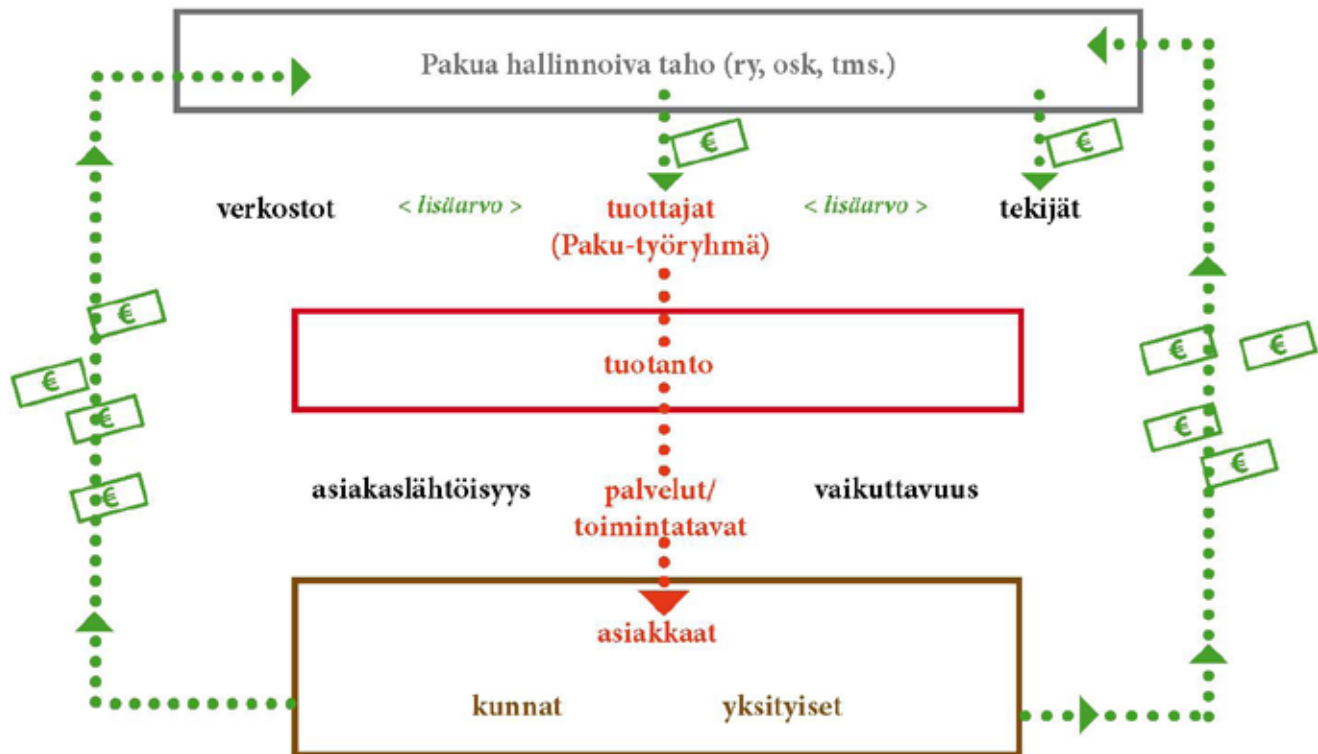 Pakua hallinnoiva taho (ry, osk, tms.)
€ €
verkostot < lisäarvo > tuottajat < lisäarvo > tekijät
(Paku-työryhmä)
€
€ € €
tuotanto
€ €
€
€
asiakaslähtöisyys palvelut/ vaikuttavuus
toimintatavat
asiakkaat
kunnat yksityiset